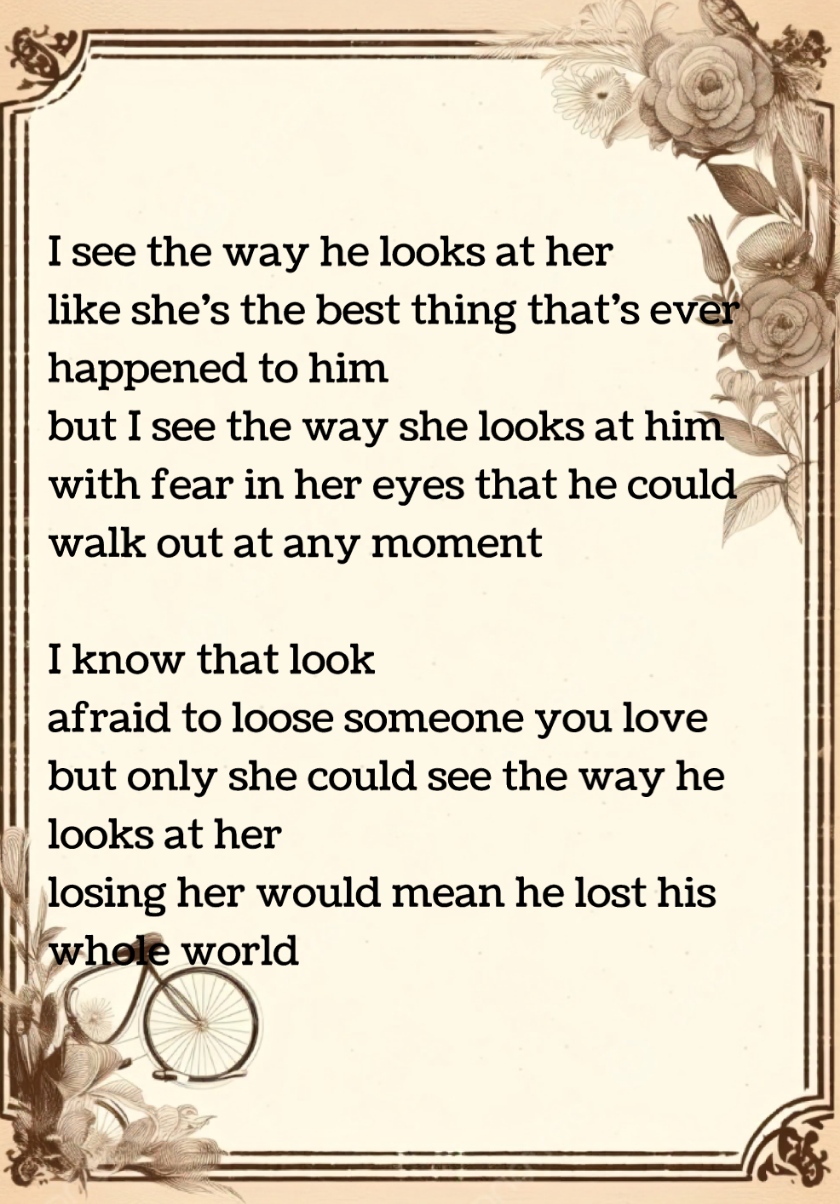 I see the way he looks at her
like she’s the best thing that’s ever
happened to him
but I see the way she looks at him
with fear in her eyes that he could
walk out at any moment
I know that look
afraid to loose someone you love
but only she could see the way he
looks at her
losing her would mean he lost his
whole world